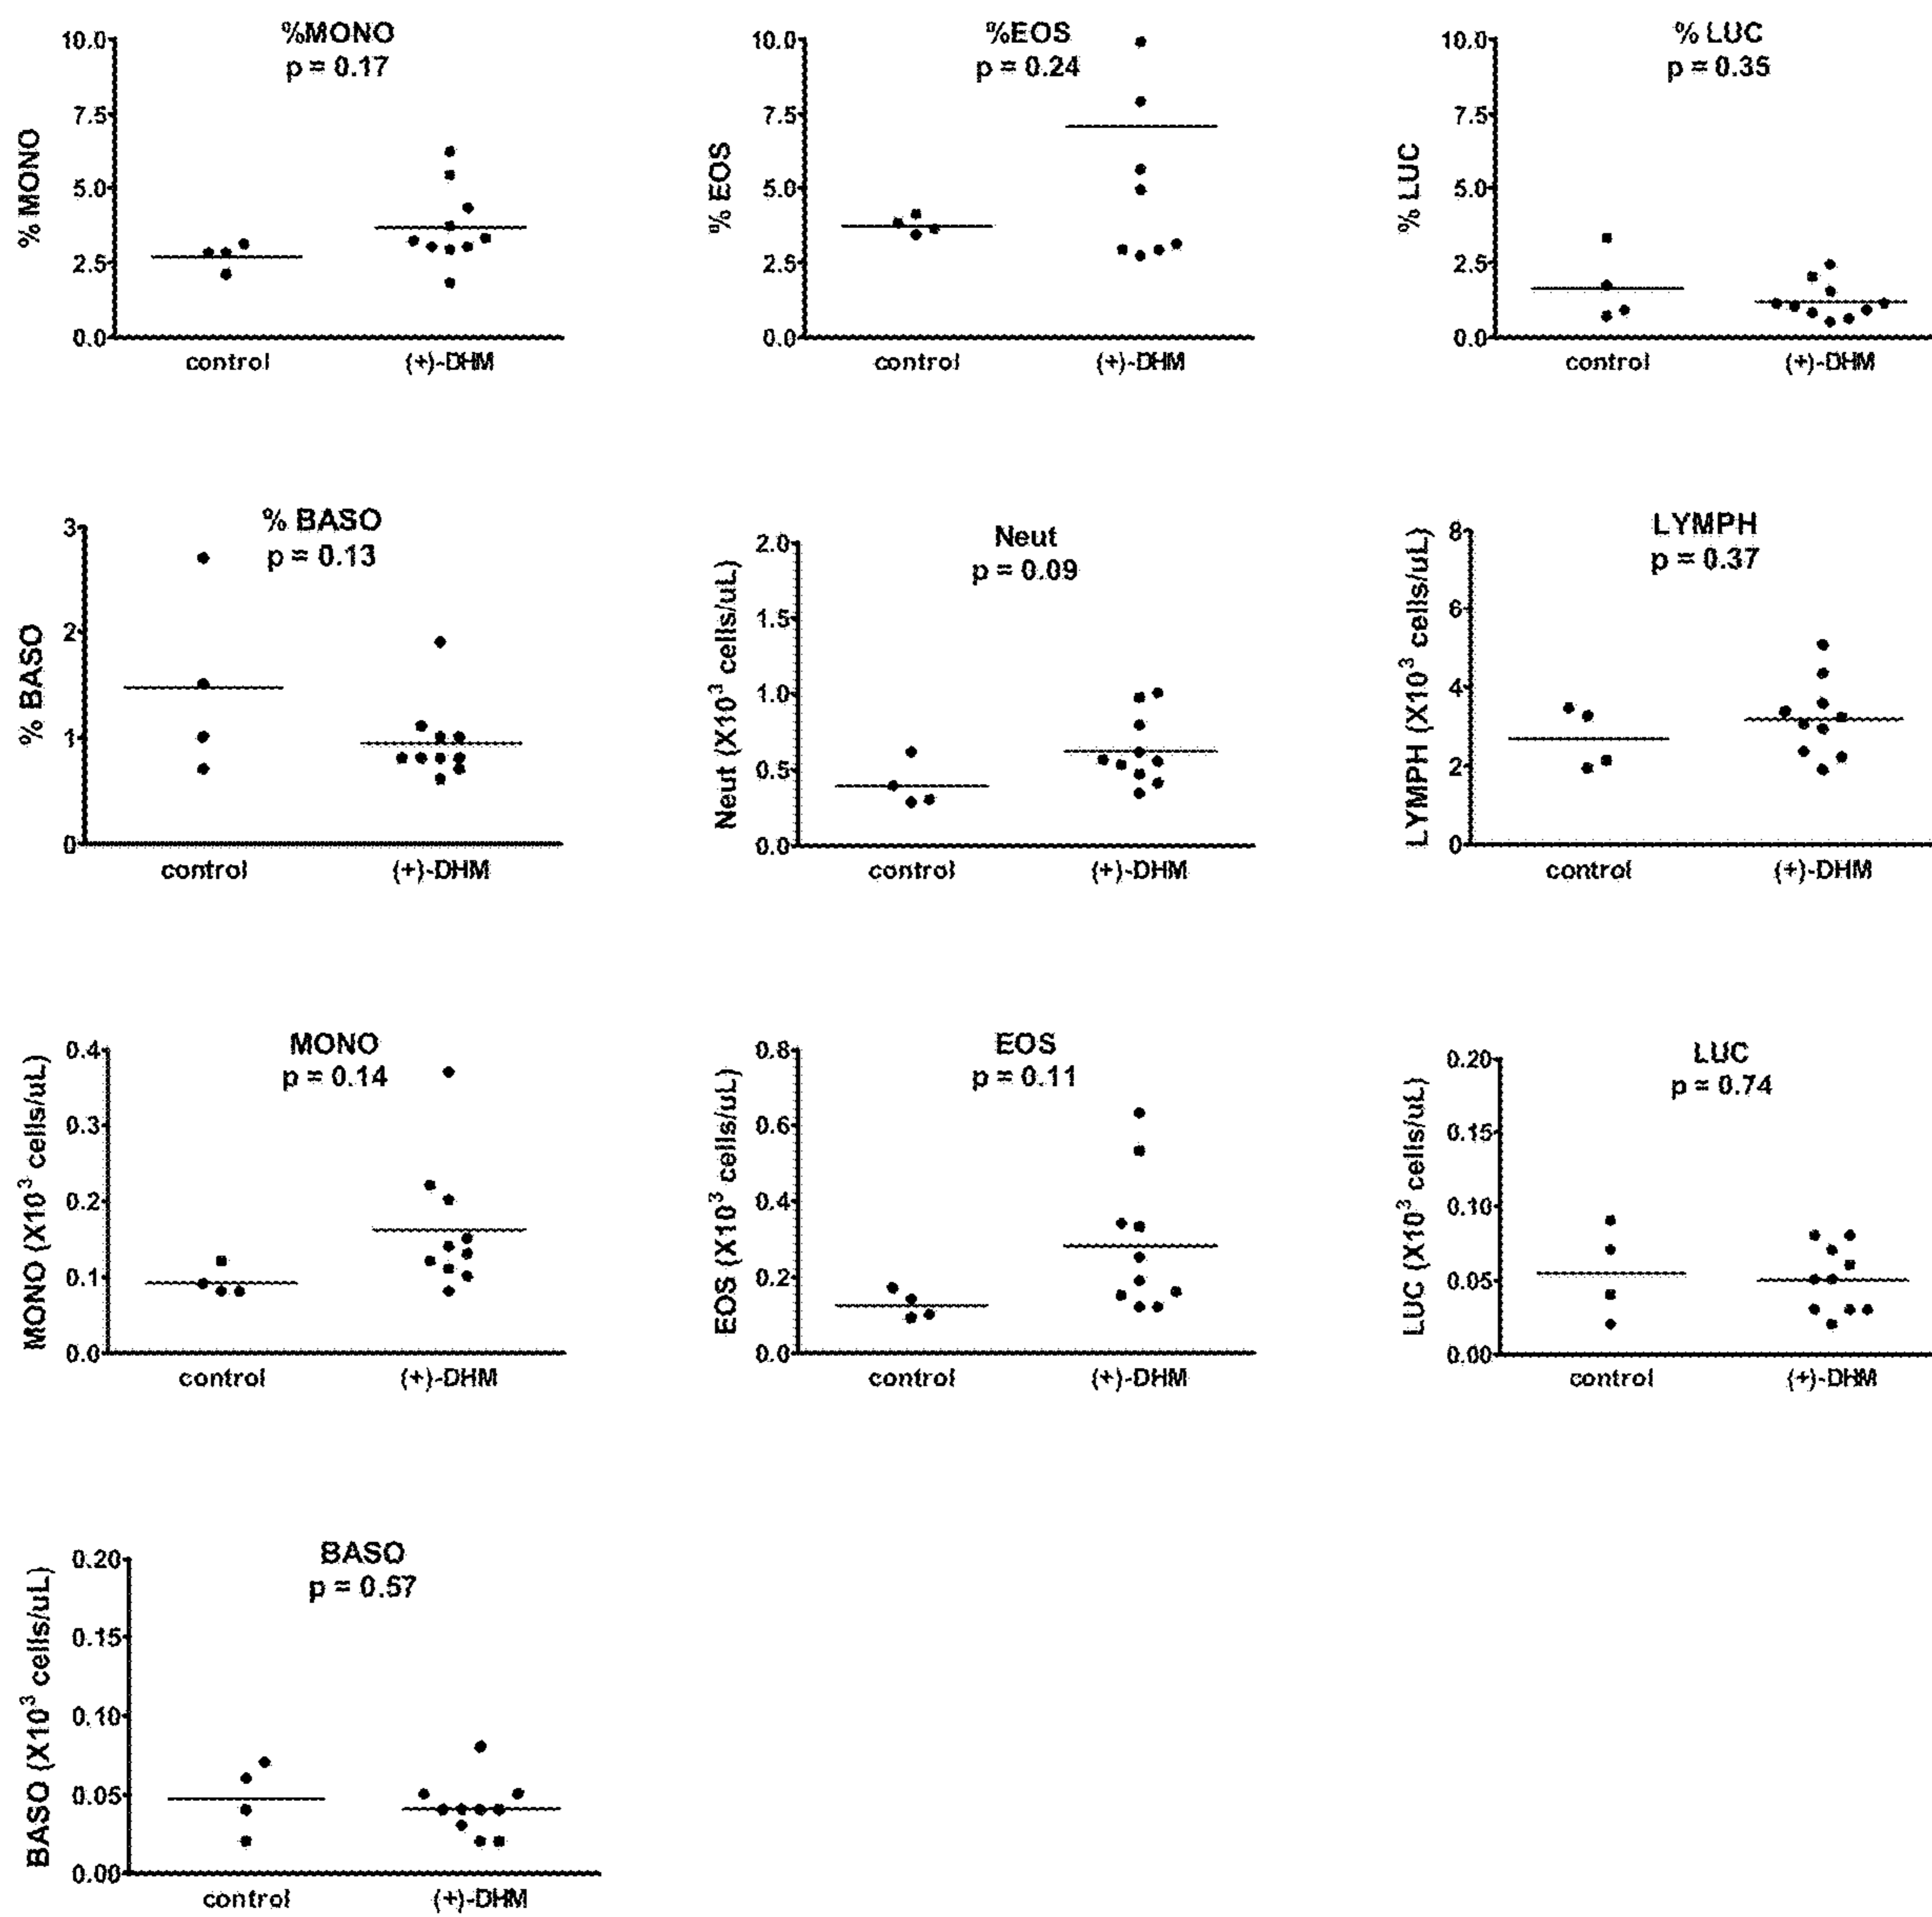 %MONO
p = 0.17
% MONO
10.0
7.5
5.0
2.5
0.0
control
(+)-DHM
%EOS
p = 0.24
% EOS
10.0
7.5
5.0
2.5
0.0
control
(+)-DHM
% LUC
p = 0.35
% LUC
10.0
7.5
5.0
2.5
0.0
control
(+)-DHM
% BASO
p = 0.13
% BASO
3
2
1
0
control
(+)-DHM
Neut
p = 0.09
Neut (X10³ cells/uL)
2.0
1.5
1.0
0.5
0.0
control
(+)-DHM
LYMPH
p = 0.37
LYMPH (X10³ cells/uL)
8
6
4
2
0
control
(+)-DHM
MONO
p = 0.14
MONO (X10³ cells/uL)
0.4
0.3
0.2
0.1
0.0
control
(+)-DHM
EOS
p = 0.11
EOS (X10³ cells/uL)
0.8
0.6
0.4
0.2
0.0
control
(+)-DHM
LUC
p = 0.74
LUC (X10³ cells/uL)
0.20
0.15
0.10
0.05
0.00
control
(+)-DHM
BASO
p = 0.57
BASO (X10³ cells/uL)
0.20
0.15
0.10
0.05
0.00
control
(+)-DHM